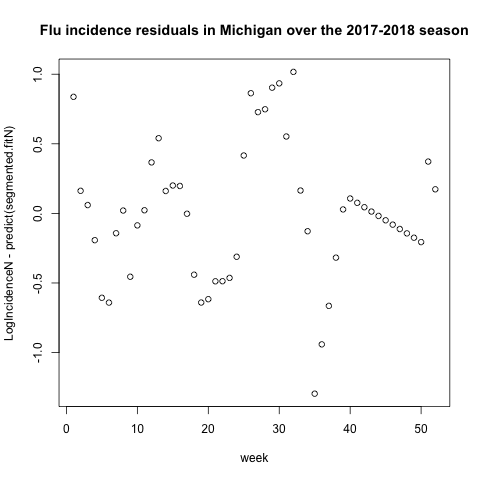 Flu incidence residuals in Michigan over the 2017-2018 season
LogIncidenceN - predict(segmented.fitN)
1.0
0.5
0.0
-0.5
-1.0
0 10 20 30 40 50
week